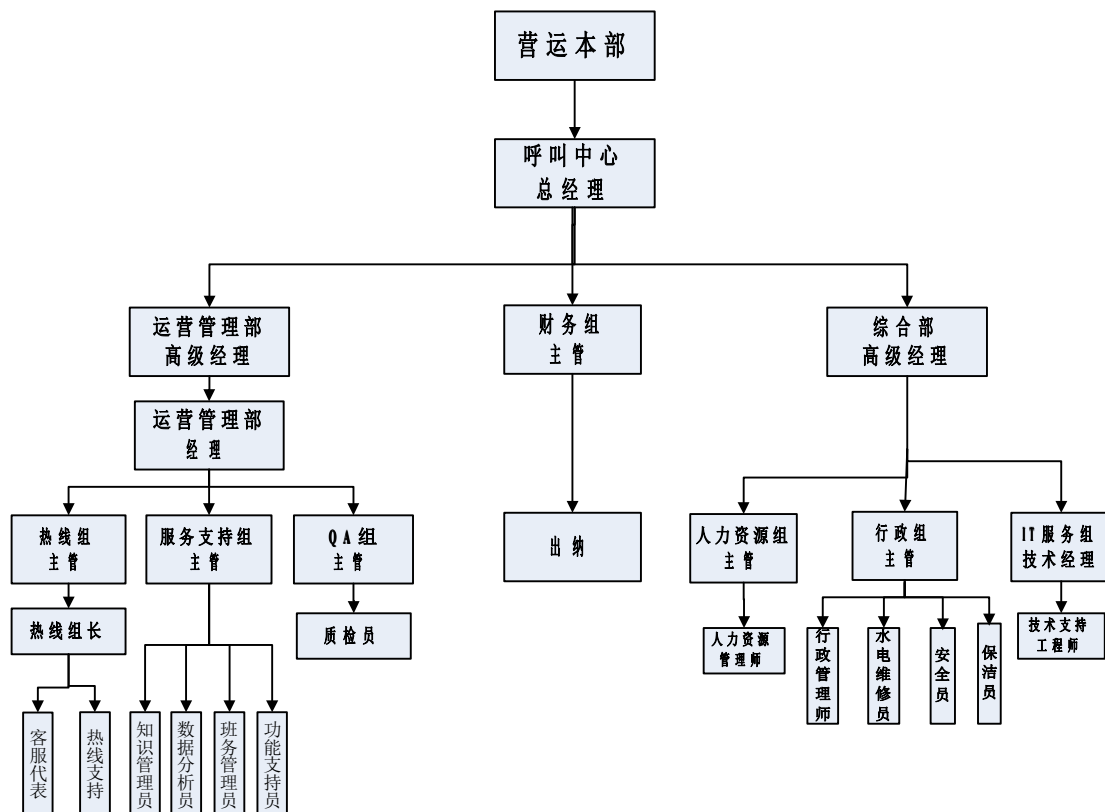 营运本部
呼叫中心
总经理
运营管理部
高级经理
财务组
主管
综合部
高级经理
运营管理部
经理
热线组
主管
服务支持组
主管
QA组
主管
出纳
人力资源组
主管
行政组
主管
IT服务组
技术经理
热线组长
质检员
人力资源
管理师
行政管理师
水电维修员
安全员
保洁员
技术支持
工程师
客服代表
热线支持
知识管理员
数据分析员
班务管理员
功能支持员